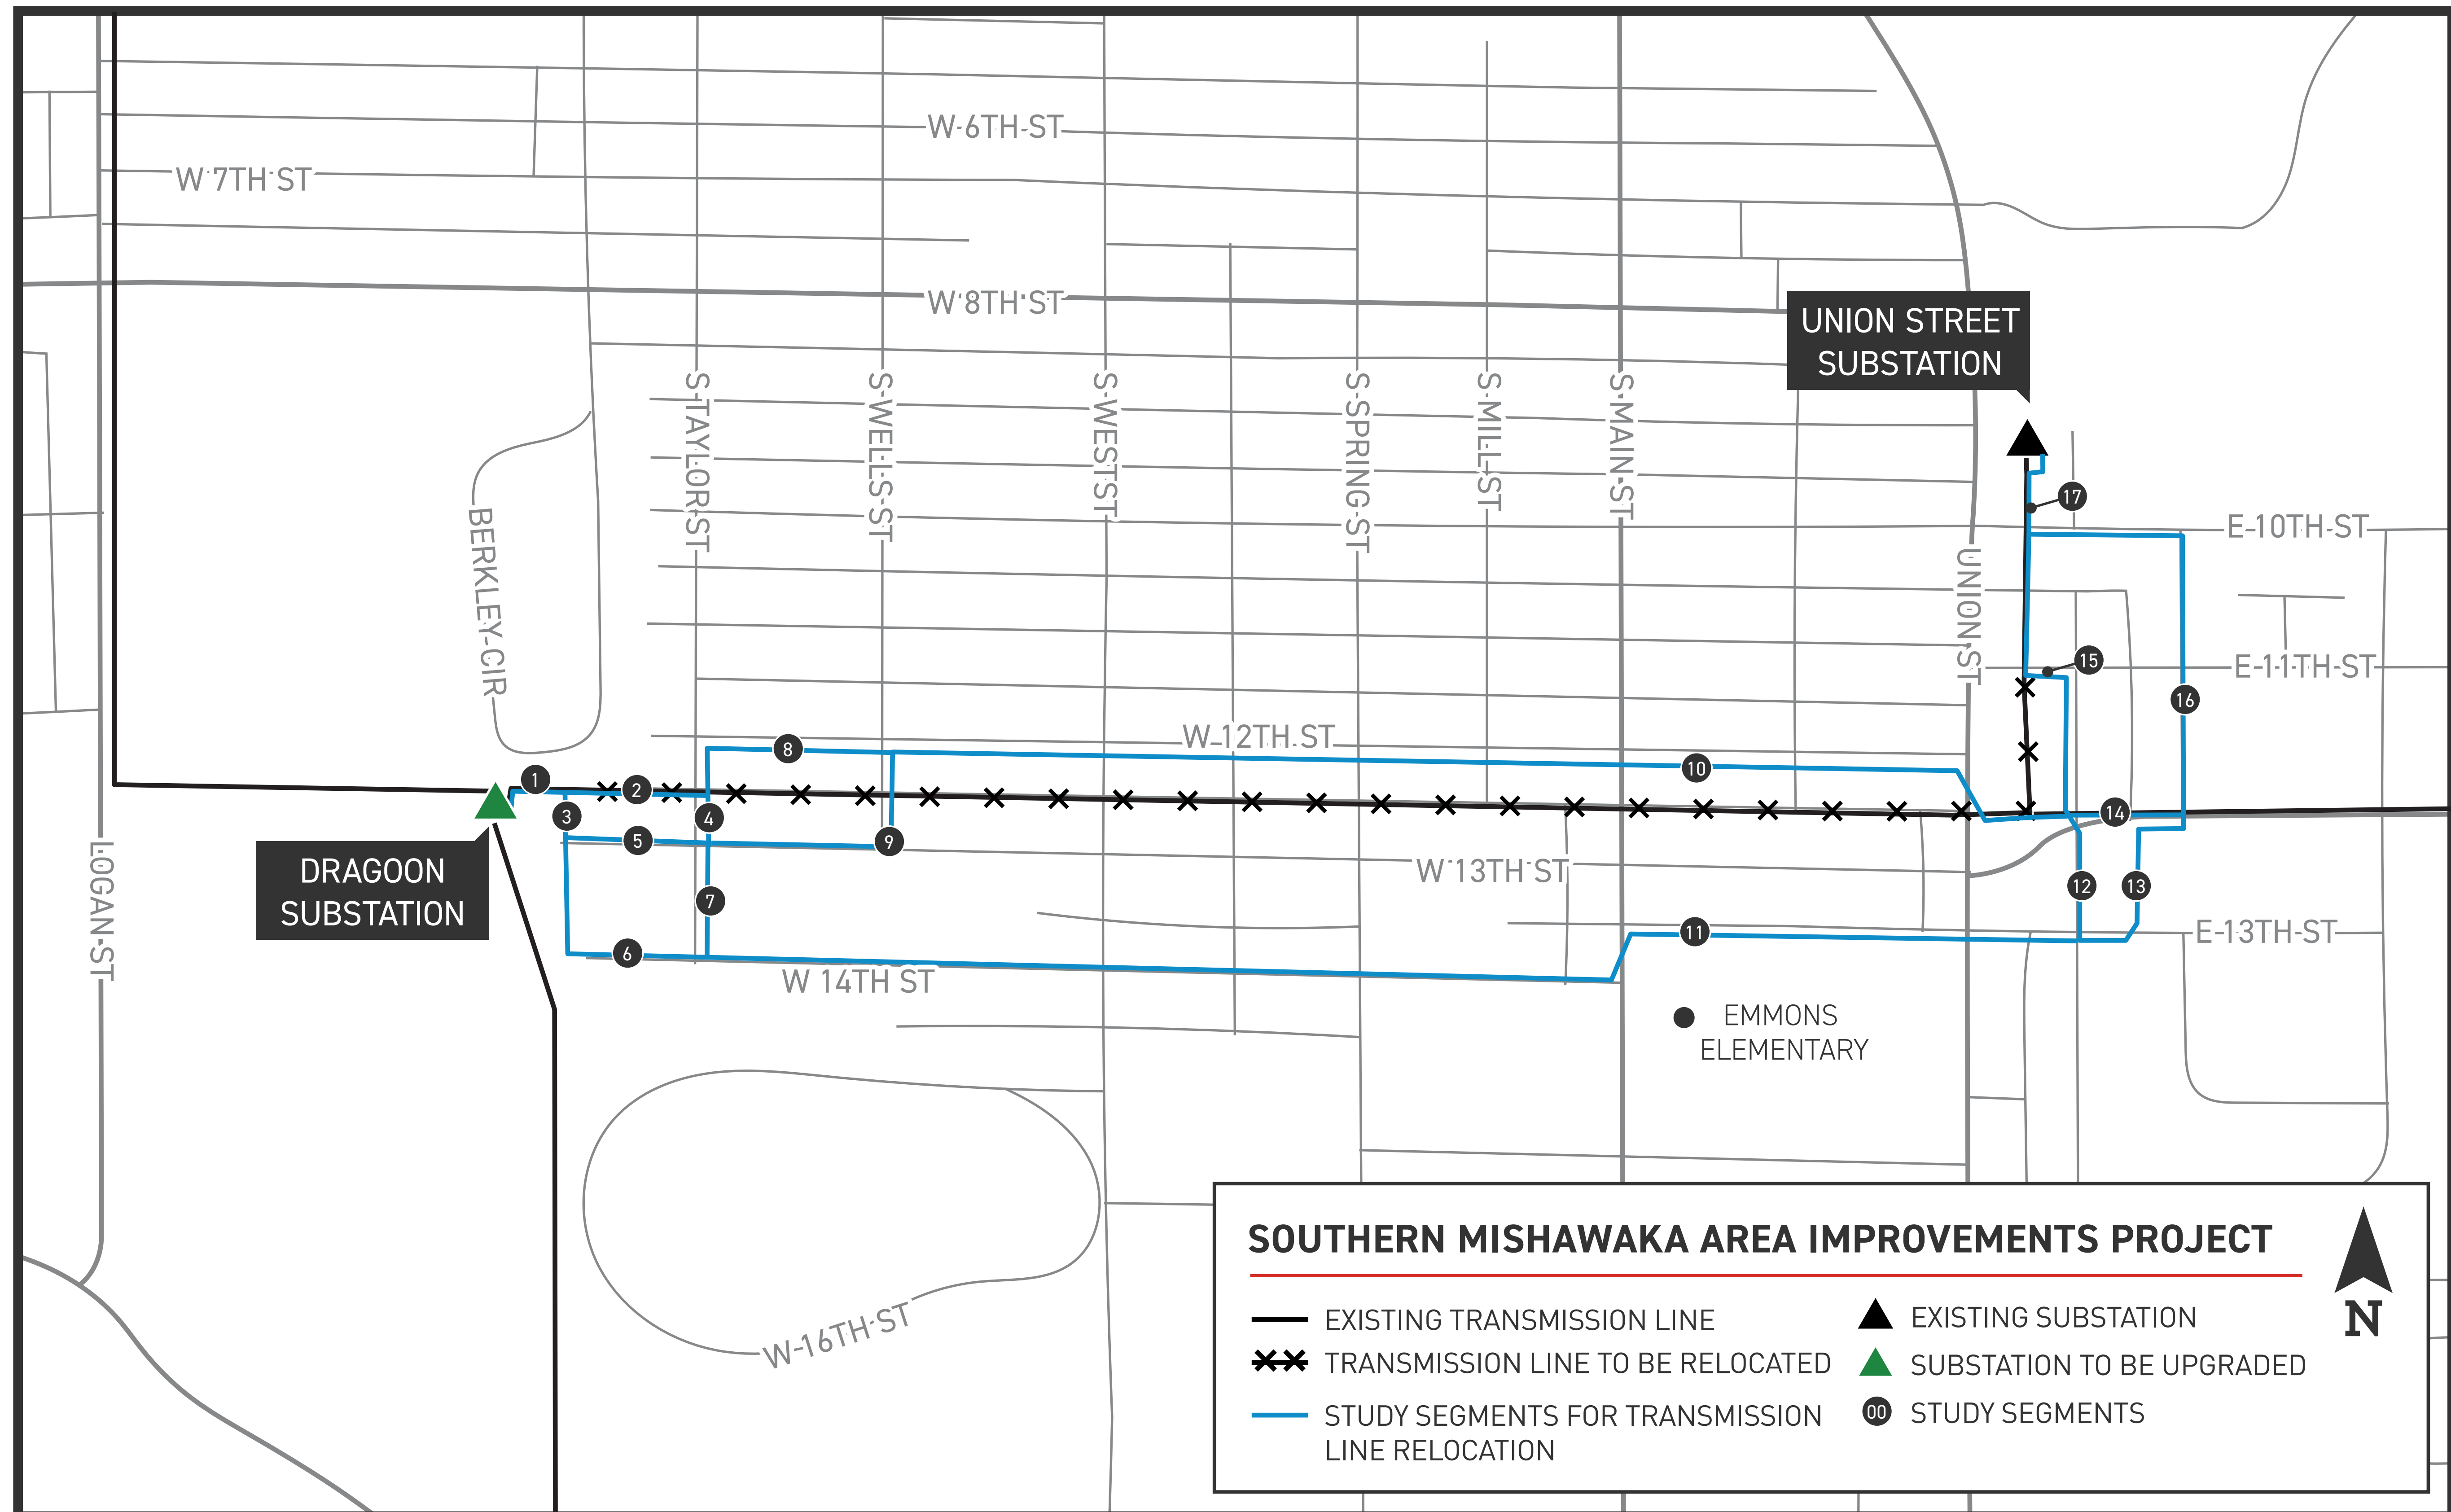 W 6TH ST
W 7TH ST
W 8TH ST
UNION STREET
SUBSTATION
S TAYLOR ST
S WELLS ST
S WEST ST
S SPRING ST
S MILL ST
S MAIN ST
17
BERKLEY CIR
E 10TH ST
UNION ST
15
E 11TH ST
16
W 12TH ST
8
10
1
2
3
4
14
5
9
LOGAN ST
DRAGOON
SUBSTATION
W 13TH ST
7
12
13
11
E 13TH ST
6
W 14TH ST
EMMONS
ELEMENTARY
W 16TH ST
SOUTHERN MISHAWAKA AREA IMPROVEMENTS PROJECT
N
EXISTING TRANSMISSION LINE
EXISTING SUBSTATION
TRANSMISSION LINE TO BE RELOCATED
SUBSTATION TO BE UPGRADED
STUDY SEGMENTS FOR TRANSMISSION
LINE RELOCATION
00
STUDY SEGMENTS